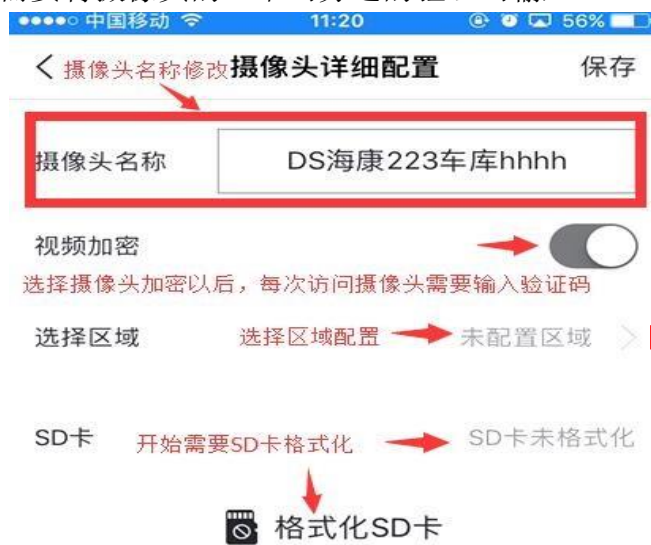 中国移动 11:20 56%
摄像头名称修改 摄像头详细配置 保存
摄像头名称 DS海康223车库hhhh
视频加密
选择摄像头加密以后，每次访问摄像头需要输入验证码
选择区域 选择区域配置 未配置区域
SD卡 开始需要SD卡格式化 SD卡未格式化
格式化SD卡